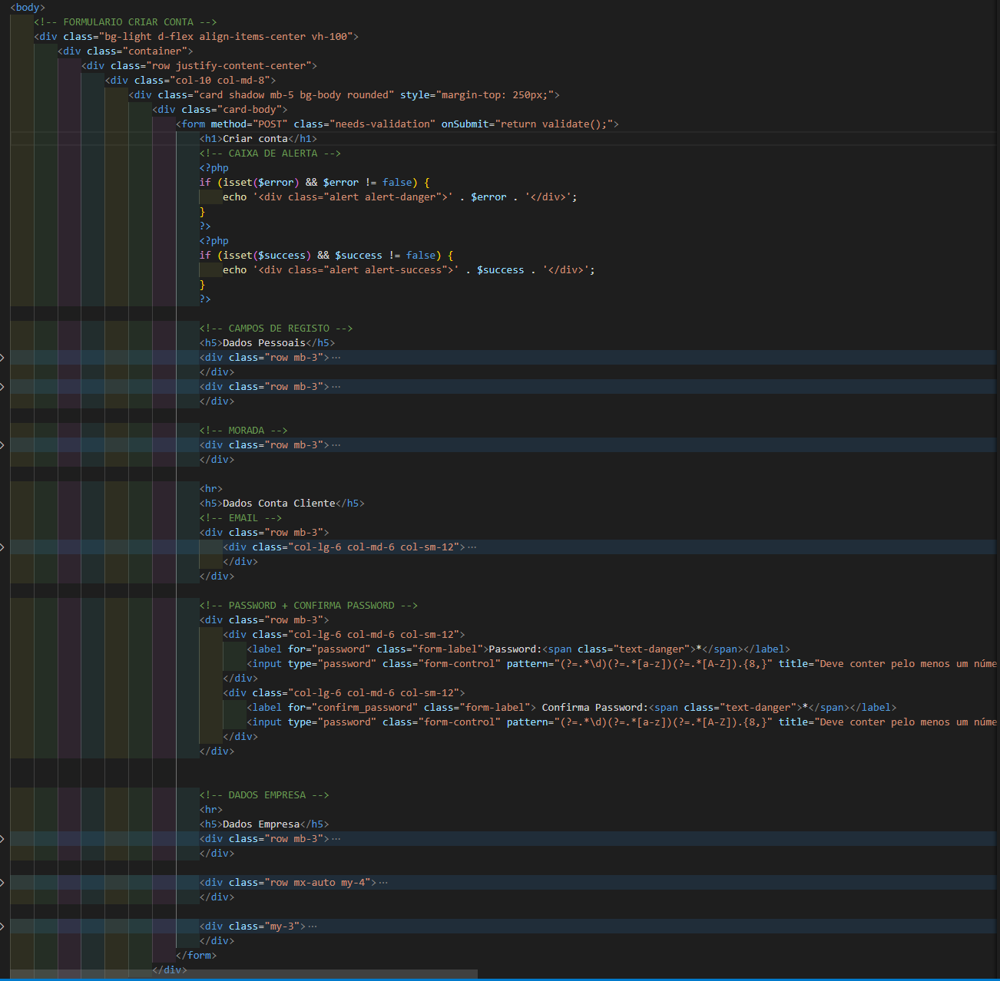 <body>
<!-- FORMULARIO CRIAR CONTA -->
<div class="bg-light d-flex align-items-center vh-100">
<div class="container">
<div class="row justify-content-center">
<div class="col-10 col-md-8">
<div class="card shadow mb-5 bg-body rounded" style="margin-top: 250px;">
<div class="card-body">
<form method="POST" class="needs-validation" onSubmit="return validate();">
<h1>Criar conta</h1>
<!-- CAIXA DE ALERTA -->
<?php
if (isset($error) && $error != false) {
echo '<div class="alert alert-danger">' . $error . '</div>';
}
?>
<?php
if (isset($success) && $success != false) {
echo '<div class="alert alert-success">' . $success . '</div>';
}
?>
<!-- CAMPOS DE REGISTO -->
<h5>Dados Pessoais</h5>
<div class="row mb-3">⋯
</div>
<div class="row mb-3">⋯
</div>
<!-- MORADA -->
<div class="row mb-3">⋯
</div>
<hr>
<h5>Dados Conta Cliente</h5>
<!-- EMAIL -->
<div class="row mb-3">
<div class="col-lg-6 col-md-6 col-sm-12">⋯
</div>
</div>
<!-- PASSWORD + CONFIRMA PASSWORD -->
<div class="row mb-3">
<div class="col-lg-6 col-md-6 col-sm-12">
<label for="password" class="form-label">Password:<span class="text-danger">*</span></label>
<input type="password" class="form-control" pattern="(?=.*\d)(?=.*[a-z])(?=.*[A-Z]).{8,}" title="Deve conter pelo menos um núme
</div>
<div class="col-lg-6 col-md-6 col-sm-12">
<label for="confirm_password" class="form-label"> Confirma Password:<span class="text-danger">*</span></label>
<input type="password" class="form-control" pattern="(?=.*\d)(?=.*[a-z])(?=.*[A-Z]).{8,}" title="Deve conter pelo menos um núme
</div>
</div>
<!-- DADOS EMPRESA -->
<hr>
<h5>Dados Empresa</h5>
<div class="row mb-3">⋯
</div>
<div class="row mx-auto my-4">⋯
</div>
<div class="my-3">⋯
</div>
</form>
</div>